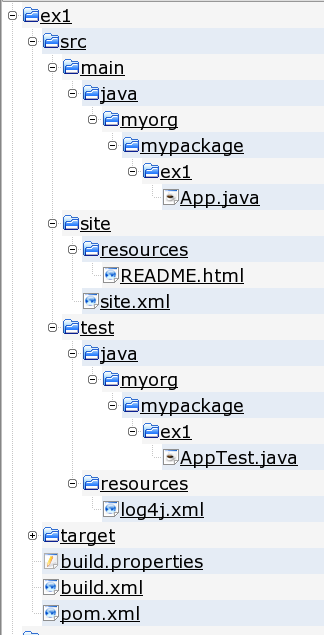 ex1
src
main
java
myorg
mypackage
ex1
App.java
site
resources
README.html
site.xml
test
java
myorg
mypackage
ex1
AppTest.java
resources
log4j.xml
target
build.properties
build.xml
pom.xml